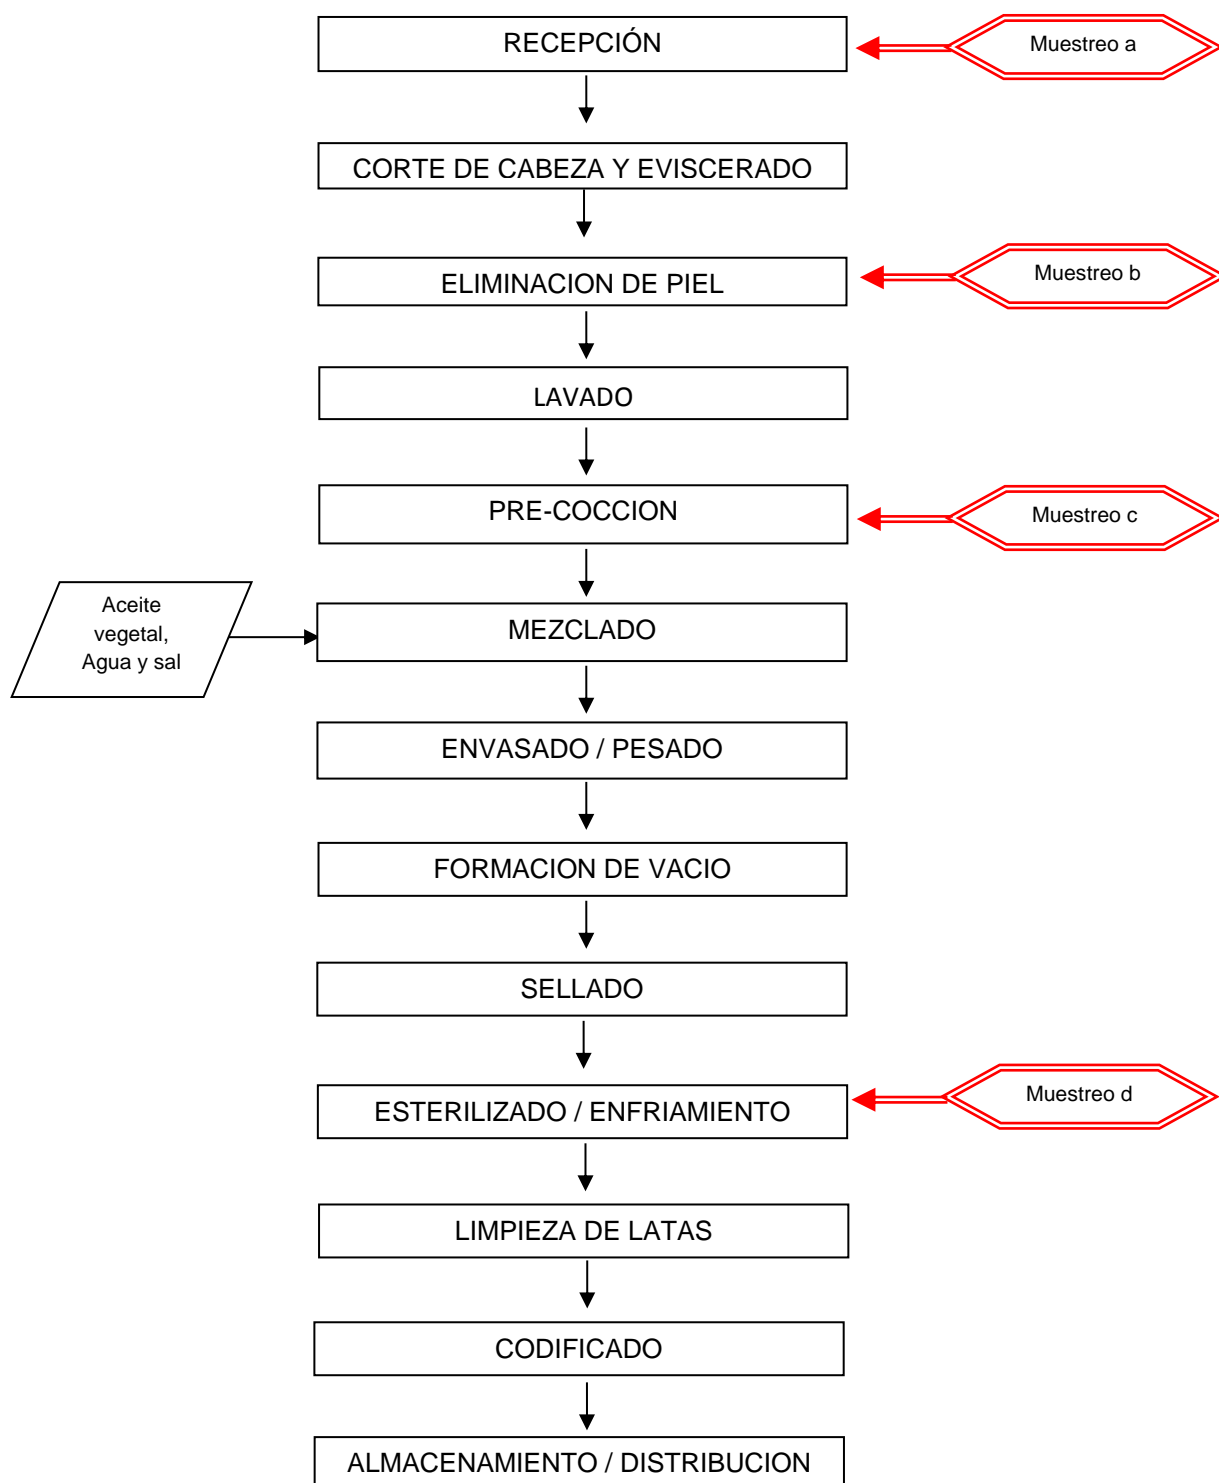 RECEPCIÓN
Muestreo a
CORTE DE CABEZA Y EVISCERADO
ELIMINACION DE PIEL
Muestreo b
LAVADO
PRE-COCCION
Muestreo c
Aceite
vegetal,
Agua y sal
MEZCLADO
ENVASADO / PESADO
FORMACION DE VACIO
SELLADO
ESTERILIZADO / ENFRIAMIENTO
Muestreo d
LIMPIEZA DE LATAS
CODIFICADO
ALMACENAMIENTO / DISTRIBUCION